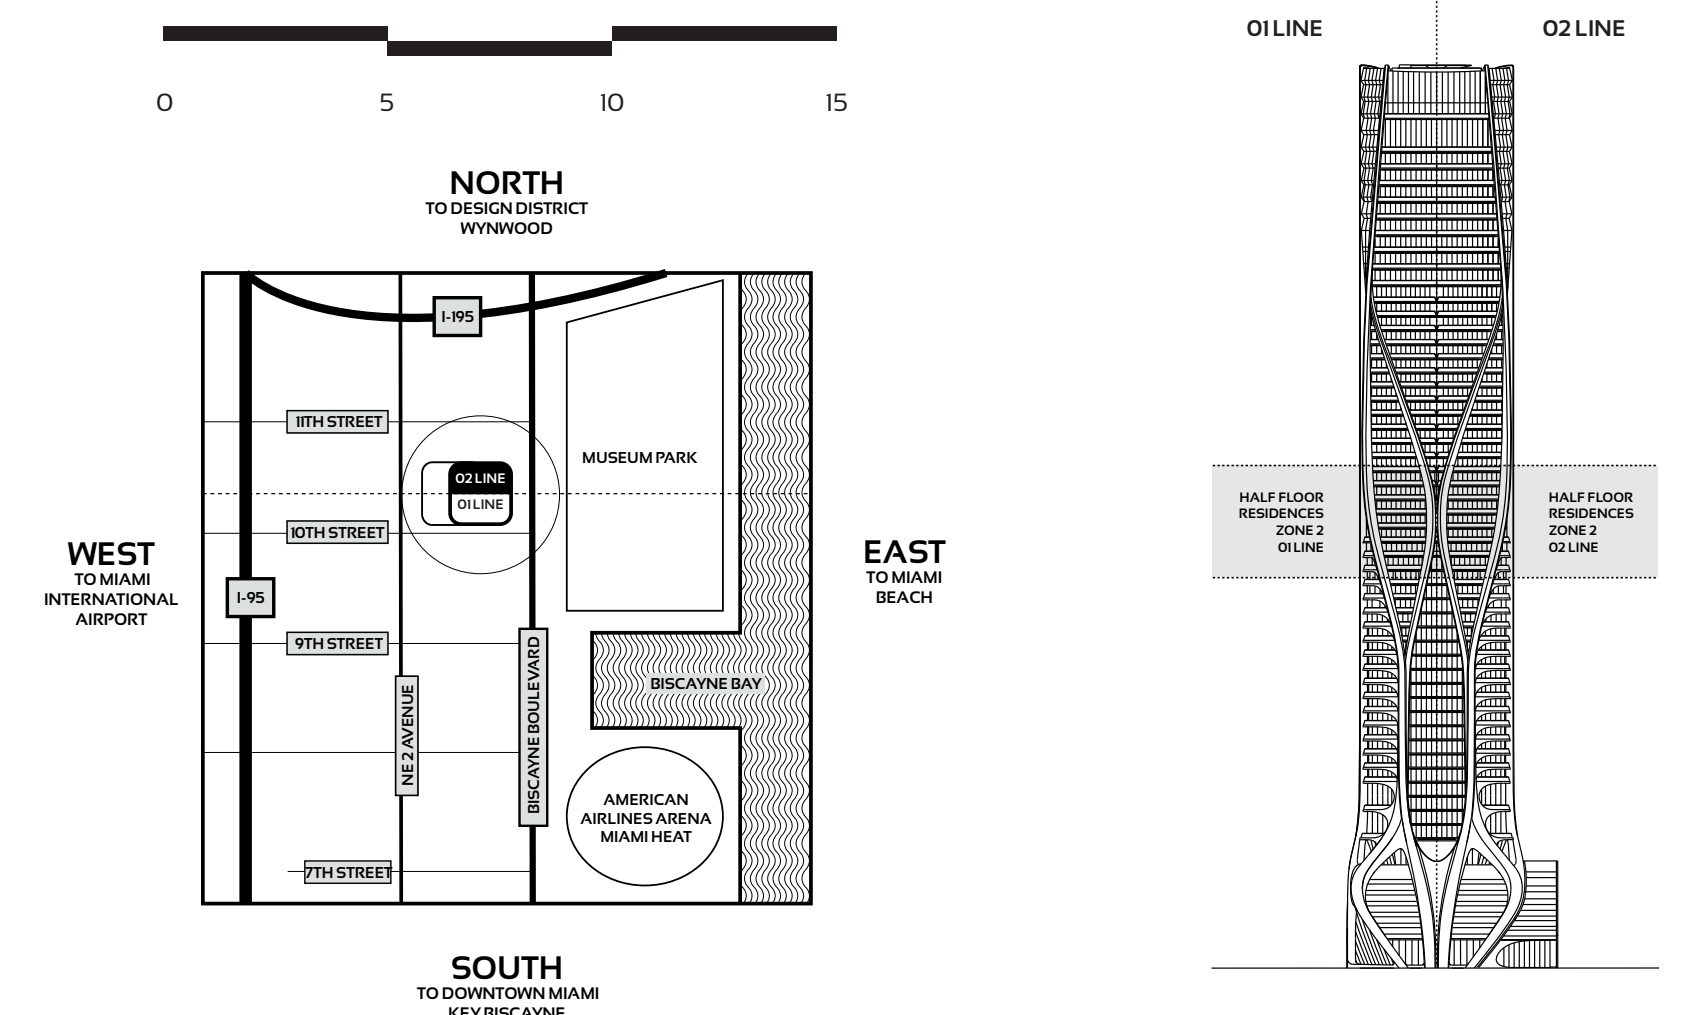 0 5 10 15
NORTH
TO DESIGN DISTRICT
WYNWOOD
I-195
11TH STREET
MUSEUM PARK
02 LINE
01 LINE
10TH STREET
WEST
TO MIAMI
INTERNATIONAL
AIRPORT
I-95
EAST
TO MIAMI
BEACH
9TH STREET
BISCAYNE BAY
NE 2 AVENUE
BISCAYNE BOULEVARD
AMERICAN
AIRLINES ARENA
MIAMI HEAT
7TH STREET
SOUTH
TO DOWNTOWN MIAMI
KEY BISCAYNE
01 LINE
02 LINE
HALF FLOOR
RESIDENCES
ZONE 2
01 LINE
HALF FLOOR
RESIDENCES
ZONE 2
02 LINE